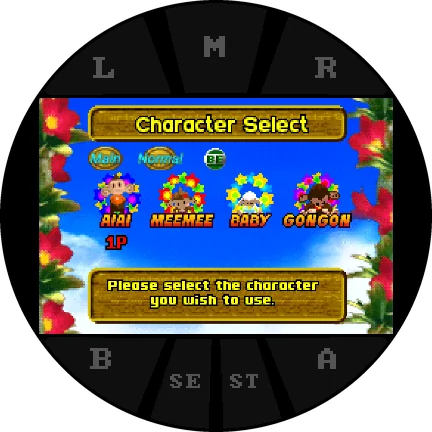 M
L R
Character Select
Main Normal BE
AIAI MEEMEE BABY GONGON
1P
Please select the character
you wish to use.
B A
SE ST